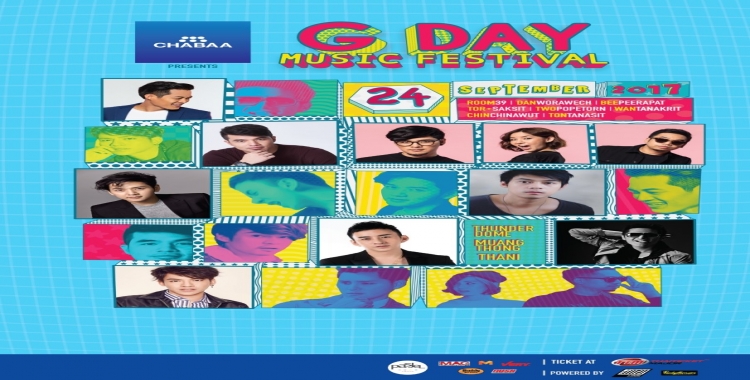 CHABAA
PRESENTS
G DAY
MUSIC FESTIVAL
24
SEPTEMBER 2017
ROOM39 | DANWORAWECH | DEEPEERAPAT
TOR-SAKSIT | TWOPOPETORN | WANTANAKRIT
CHINCHINAWUT | TONTANASIT
THUNDER
DOME
MUANG
THONG
THANI
| TICKET AT
| POWERED BY